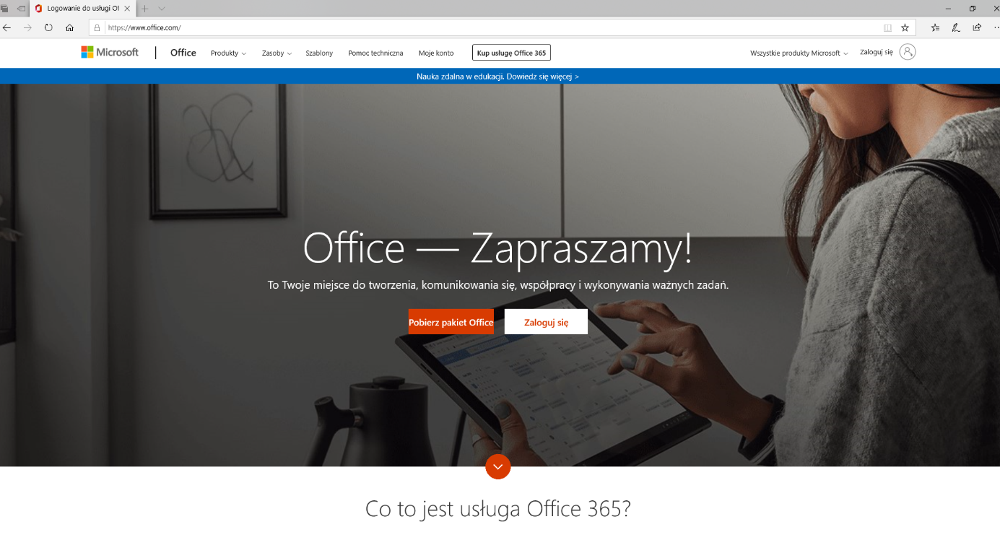 Logowanie do usługi Of
https://www.office.com/
Microsoft Office Produkty Zasoby Szablony Pomoc techniczna Moje konto Kup usługę Office 365 Wszystkie produkty Microsoft Zaloguj się
Nauka zdalna w edukacji. Dowiedz się więcej >
Office — Zapraszamy!
To Twoje miejsce do tworzenia, komunikowania się, współpracy i wykonywania ważnych zadań.
Pobierz pakiet Office Zaloguj się
Co to jest usługa Office 365?